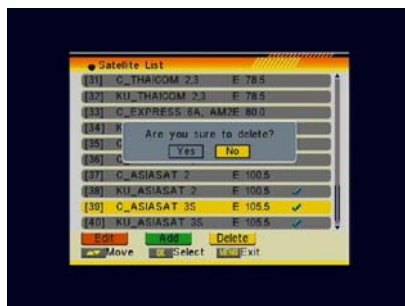 Satellite List
[31] C_THAICOM 2,3 E 78.5
[32] KU_THAICOM 2,3 E 78.5
[33] C_EXPRESS 6A, AM2E 80.0
[34] K
Are you sure to delete?
[35] C
Yes No
[36] C
[37] C_ASIASAT 2 E 100.5
[38] KU_ASIASAT 2 E 100.5
[39] C_ASIASAT 3S E 105.5
[40] KU_ASIASAT 3S E 105.5
Edit Add Delete
Move OK Select MENU Exit